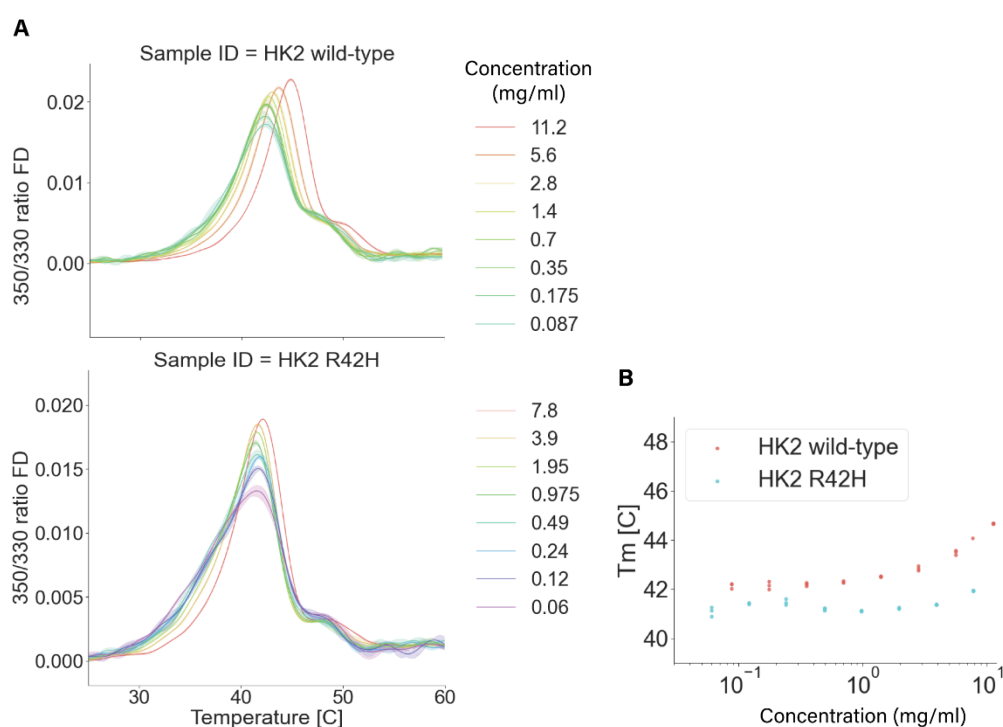 A
Sample ID = HK2 wild-type
350/330 ratio FD
0.02
0.01
0.00
Concentration
(mg/ml)
11.2
5.6
2.8
1.4
0.7
0.35
0.175
0.087
Sample ID = HK2 R42H
350/330 ratio FD
0.020
0.015
0.010
0.005
0.000
30
40
50
60
Temperature [C]
7.8
3.9
1.95
0.975
0.49
0.24
0.12
0.06
B
HK2 wild-type
HK2 R42H
Tm [C]
48
46
44
42
40
10⁻¹
10⁰
10¹
Concentration (mg/ml)